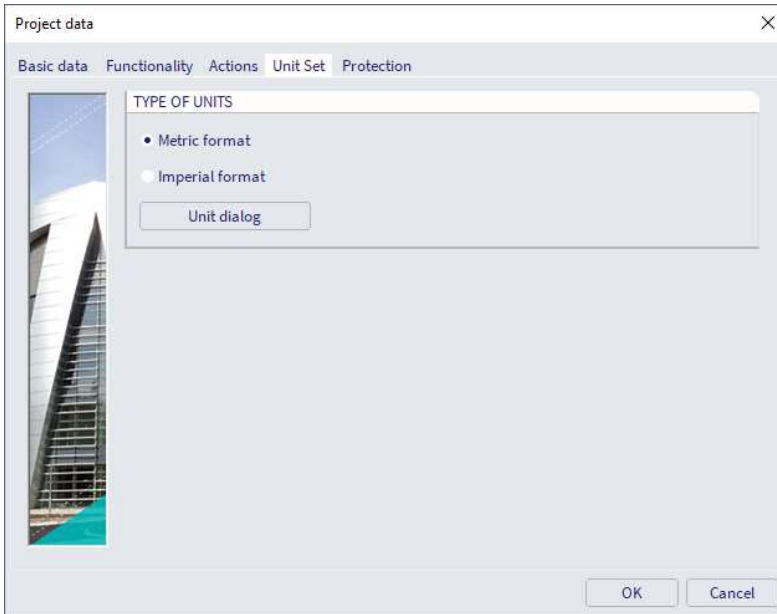 Project data
Basic data Functionality Actions Unit Set Protection
TYPE OF UNITS
Metric format
Imperial format
Unit dialog
OK Cancel